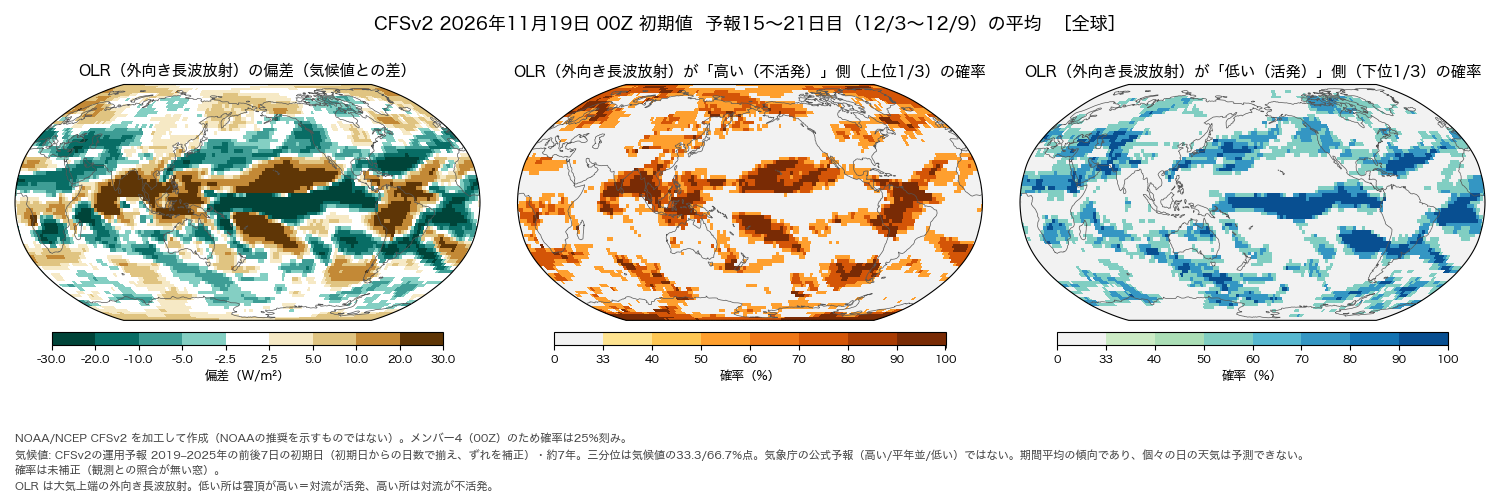 CFSv2 2026年11月19日 00Z 初期値 予報15～21日目（12/3～12/9）の平均 ［全球］
OLR（外向き長波放射）の偏差（気候値との差）
OLR（外向き長波放射）が「高い（不活発）」側（上位1/3）の確率
OLR（外向き長波放射）が「低い（活発）」側（下位1/3）の確率
-30.0 -20.0 -10.0 -5.0 -2.5 2.5 5.0 10.0 20.0 30.0
偏差（W/m²）
0 33 40 50 60 70 80 90 100
確率（%）
0 33 40 50 60 70 80 90 100
確率（%）
NOAA/NCEP CFSv2 を加工して作成（NOAAの推奨を示すものではない）。メンバー4（00Z）のため確率は25%刻み。
気候値: CFSv2の運用予報 2019–2025年の前後7日の初期日（初期日からの日数で揃え、ずれを補正）・約7年。三分位は気候値の33.3/66.7%点。気象庁の公式予報（高い/平年並/低い）ではない。期間平均の傾向であり、個々の日の天気は予測できない。
確率は未補正（観測との照合が無い窓）。
OLR は大気上端の外向き長波放射。低い所は雲頂が高い＝対流が活発、高い所は対流が不活発。